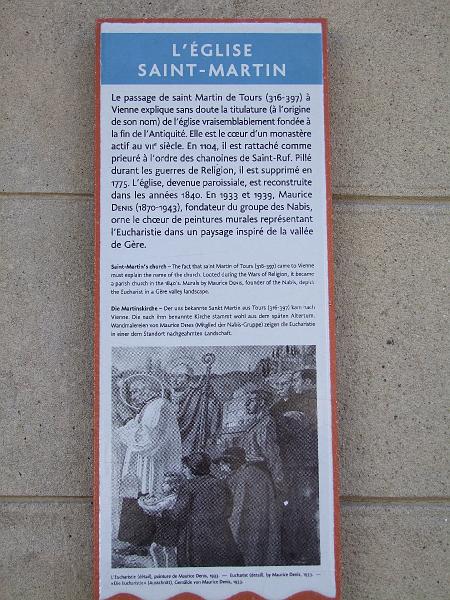 L'ÉGLISE
SAINT-MARTIN
Le passage de saint Martin de Tours (316-397) à
Vienne explique sans doute la titulature (à l'origine
de son nom) de l'église vraisemblablement fondée à
la fin de l'Antiquité. Elle est le cœur d'un monastère
actif au VIIe siècle. En 1104, il est rattaché comme
prieuré à l'ordre des chanoines de Saint-Ruf. Pillé
durant les guerres de Religion, il est supprimé en
1775. L'église, devenue paroissiale, est reconstruite
dans les années 1840. En 1933 et 1939, Maurice
DENIS (1870-1943), fondateur du groupe des Nabis,
orne le chœur de peintures murales représentant
l'Eucharistie dans un paysage inspiré de la vallée
de Gère.
Saint-Martin's church – The fact that saint Martin of Tours (316-397) came to Vienne
must explain the name of the church. Looted during the Wars of Religion, it became
a parish church in the 1840's. Murals by Maurice Denis, founder of the Nabis, depict
the Eucharist in a Gère valley landscape.
Die Martinskirche – Der uns bekannte Sankt Martin aus Tours (316-397) kam nach
Vienne. Die nach ihm benannte Kirche stammt wohl aus dem späten Altertum.
Wandmalereien von Maurice DENIS (Mitglied der Nabis-Gruppe) zeigen die Eucharistie
in einer dem Standort nachgeahmten Landschaft.
L'Eucharistie (détail), peinture de Maurice Denis, 1933. — Eucharist (detail), by Maurice Denis, 1933. —
«Die Eucharistie» (Ausschnitt), Gemälde von Maurice Denis, 1933.